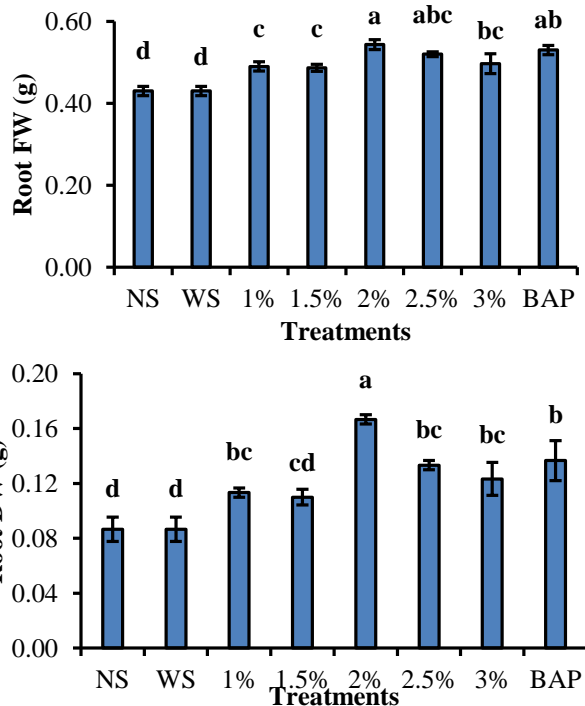 Root FW (g)
0.60
0.40
0.20
0.00
d d c c a abc bc ab
NS WS 1% 1.5% 2% 2.5% 3% BAP
Treatments
(g)
0.20
0.16
0.12
0.08
0.04
0.00
d d bc cd a bc bc b
NS WS 1% 1.5% 2% 2.5% 3% BAP
Treatments